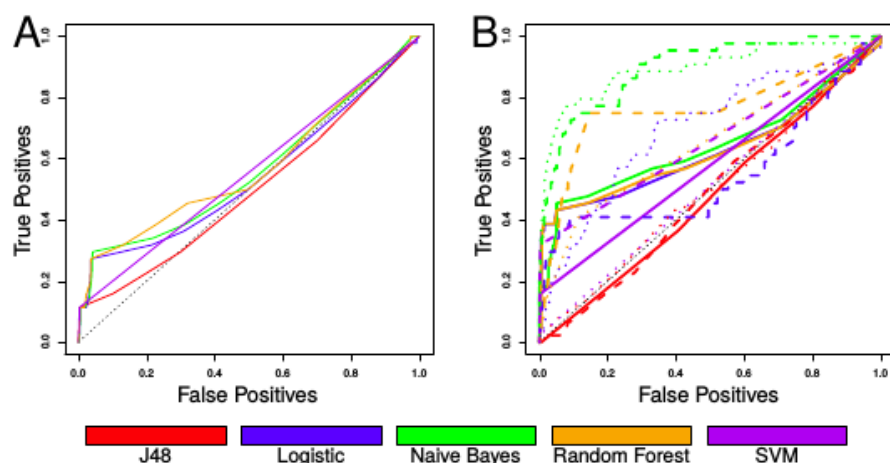 A
B
True Positives
1.0
0.8
0.6
0.4
0.2
0.0
0.0
0.2
0.4
0.6
0.8
1.0
False Positives
True Positives
1.0
0.8
0.6
0.4
0.2
0.0
0.0
0.2
0.4
0.6
0.8
1.0
False Positives
J48
Logistic
Naive Bayes
Random Forest
SVM